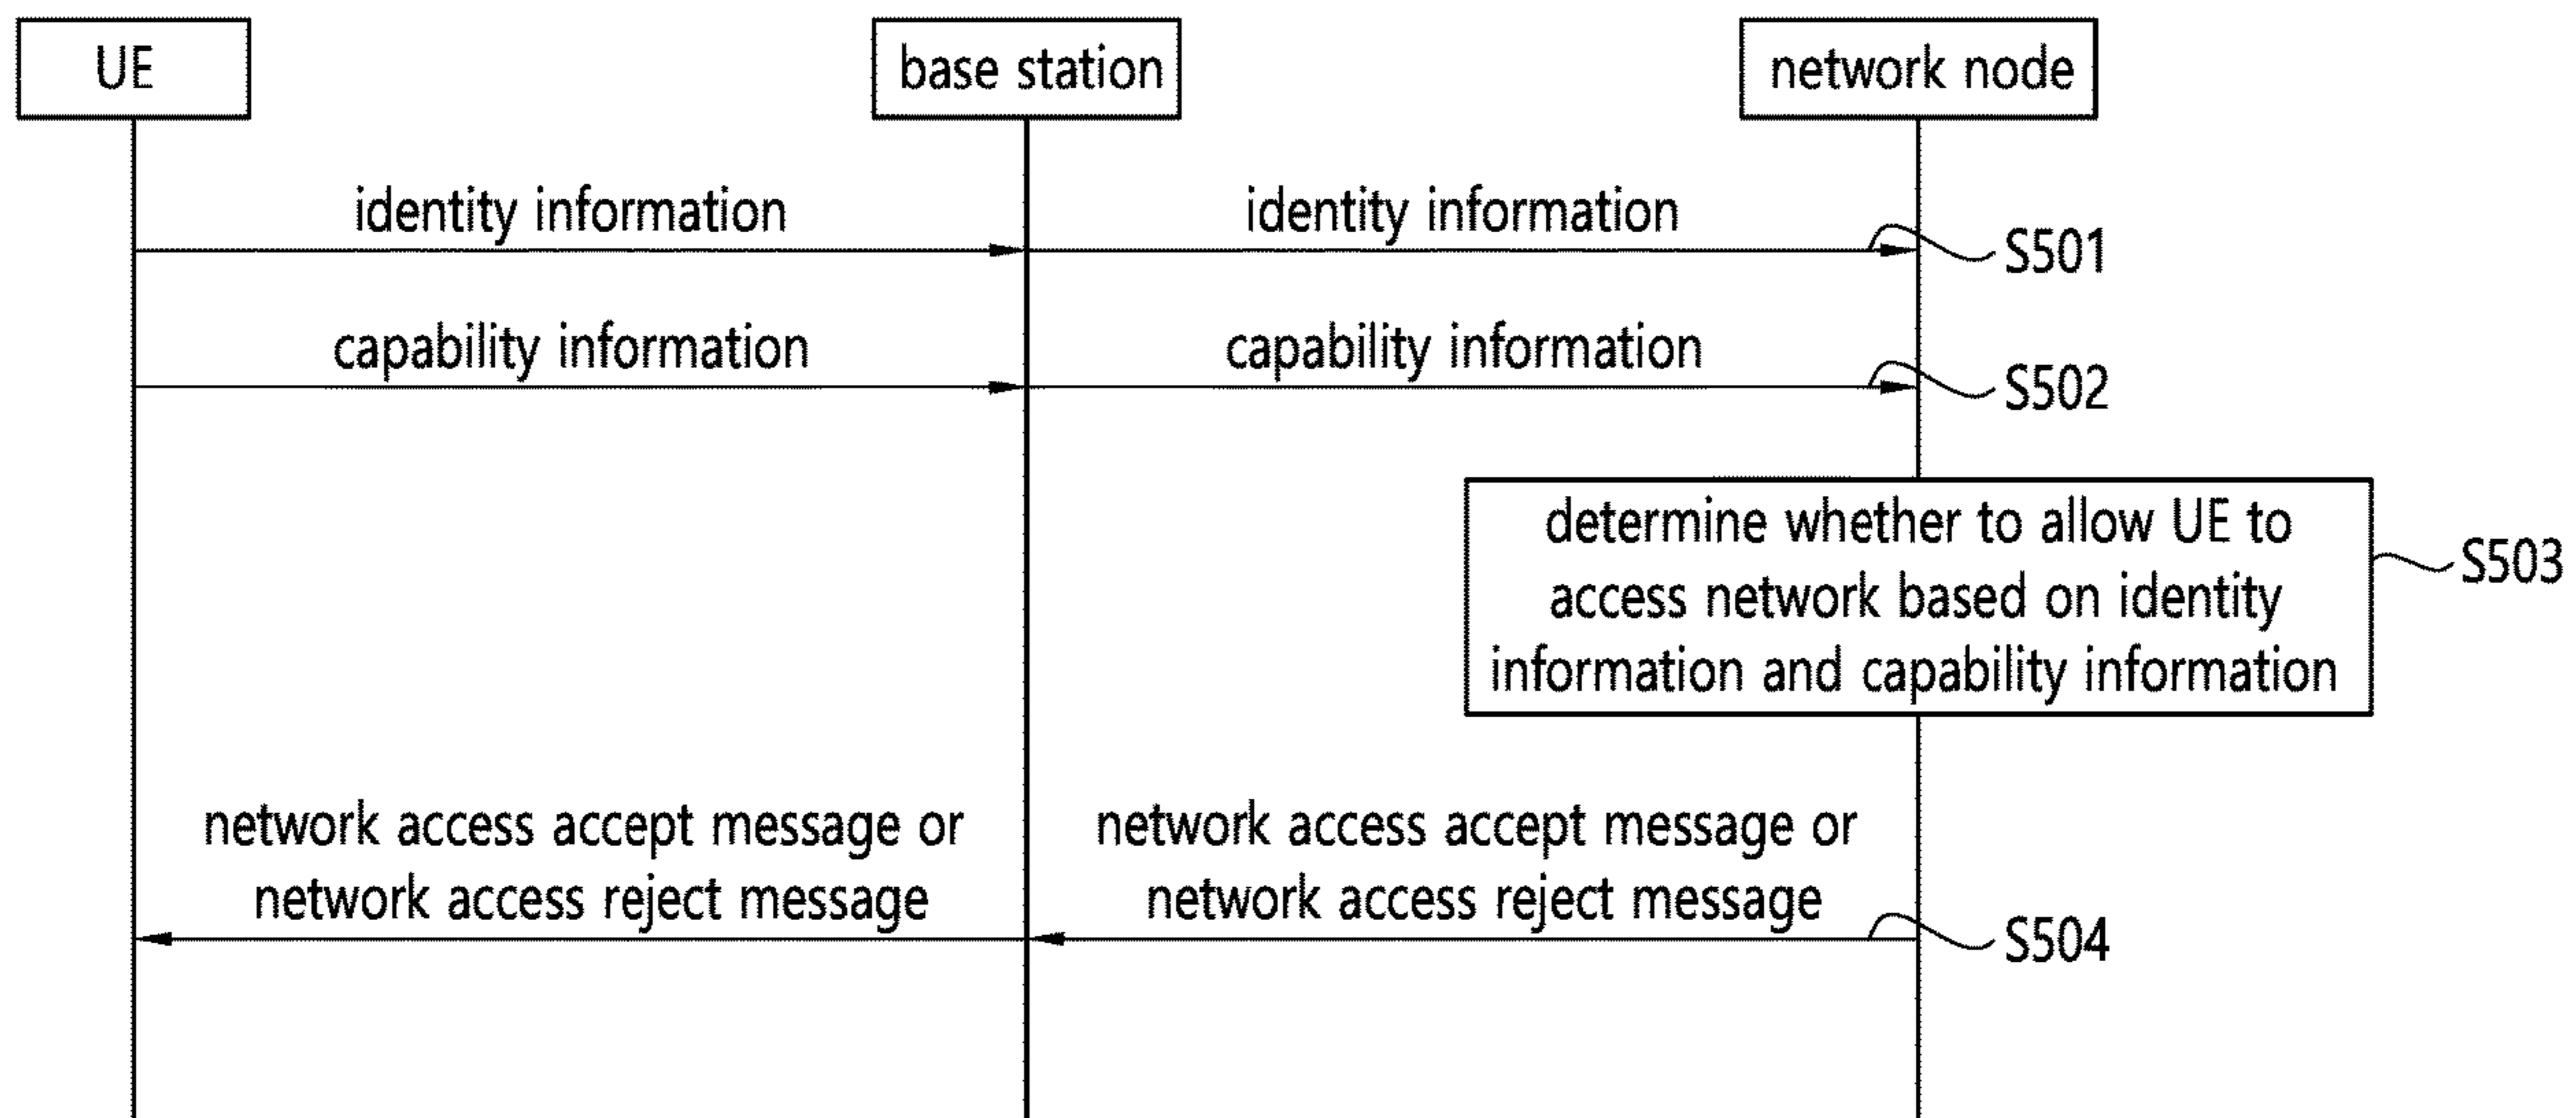 UE
base station
network node
identity information
identity information
S501
capability information
capability information
S502
determine whether to allow UE to
access network based on identity
information and capability information
S503
network access accept message or
network access reject message
network access accept message or
network access reject message
S504